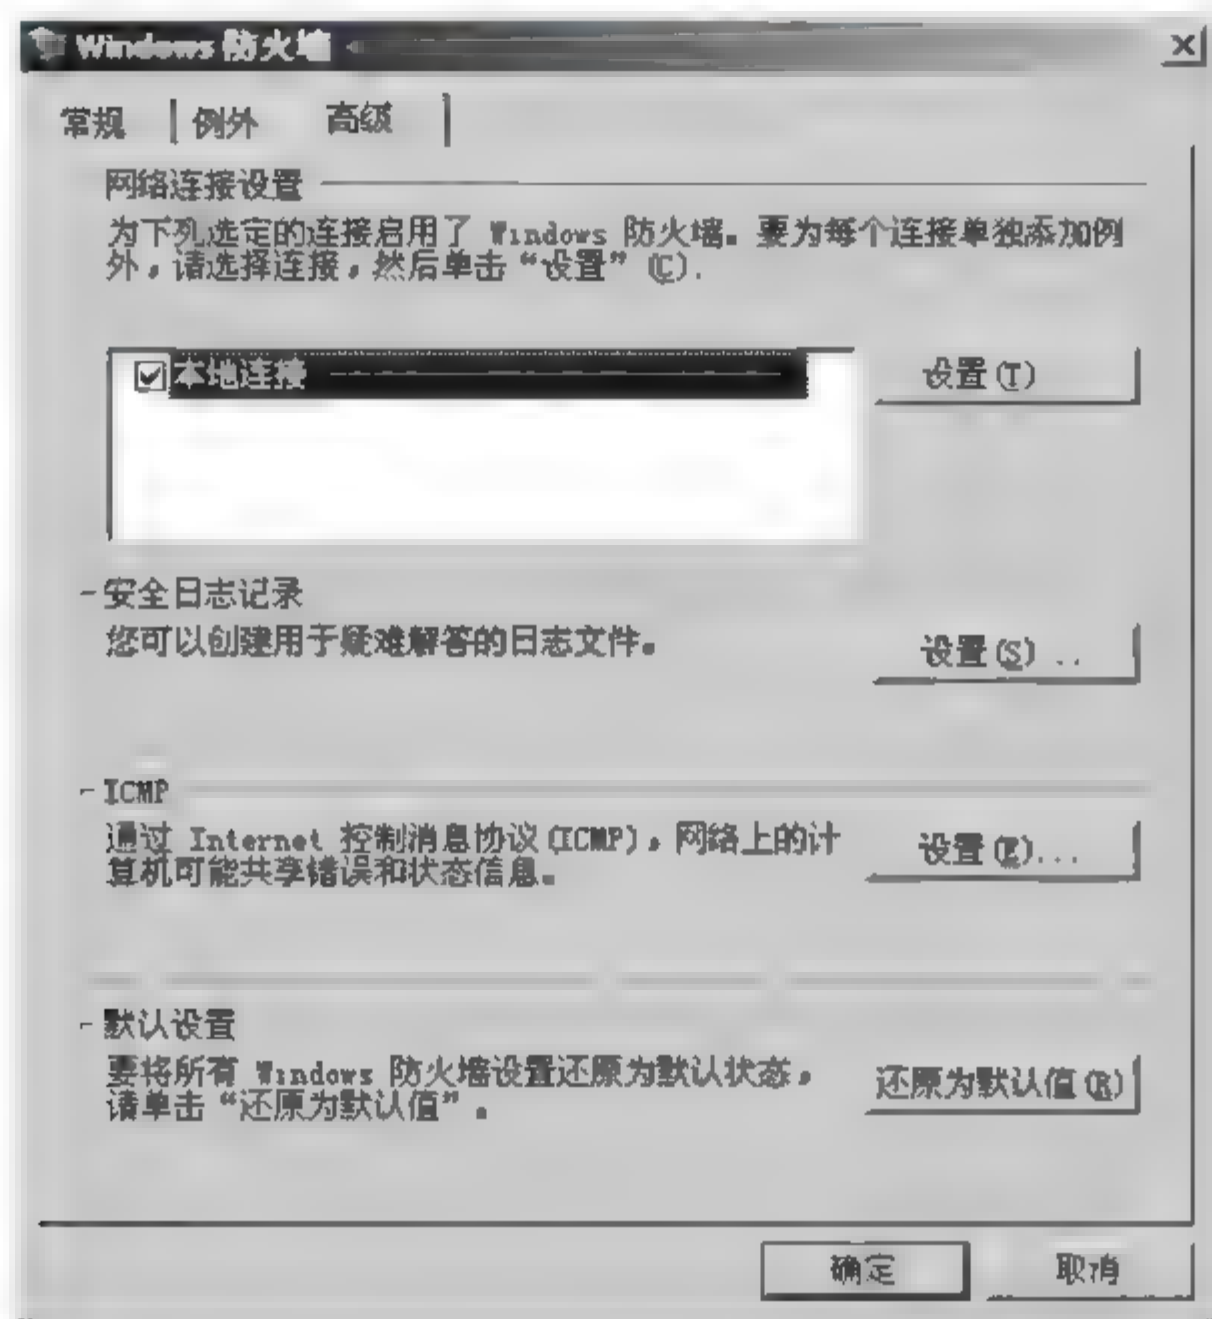 Windows 防火墙
常规 例外 高级
网络连接设置
为下列选定的连接启用了 Windows 防火墙。要为每个连接单独添加例
外，请选择连接，然后单击“设置”(C).
本地连接
设置(T)
安全日志记录
您可以创建用于疑难解答的日志文件。
设置(S)..
ICMP
通过 Internet 控制消息协议(ICMP)，网络上的计
算机可能共享错误和状态信息。
设置(E)...
默认设置
要将所有 Windows 防火墙设置还原为默认状态，
请单击“还原为默认值”。
还原为默认值(R)
确定 取消